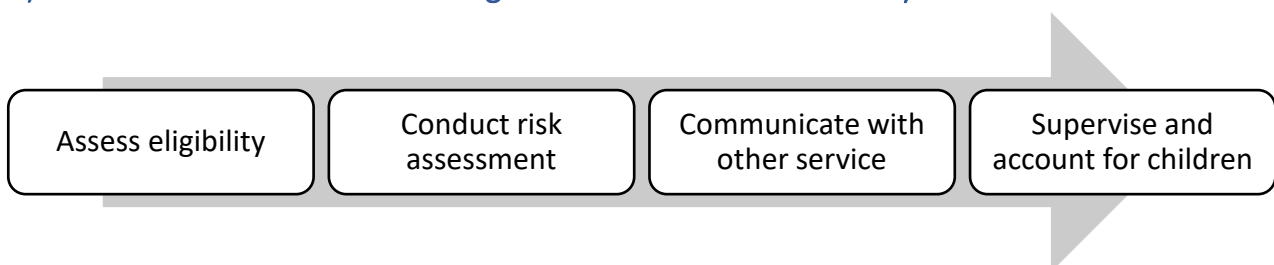 Assess eligibility
Conduct risk
assessment
Communicate with
other service
Supervise and
account for children